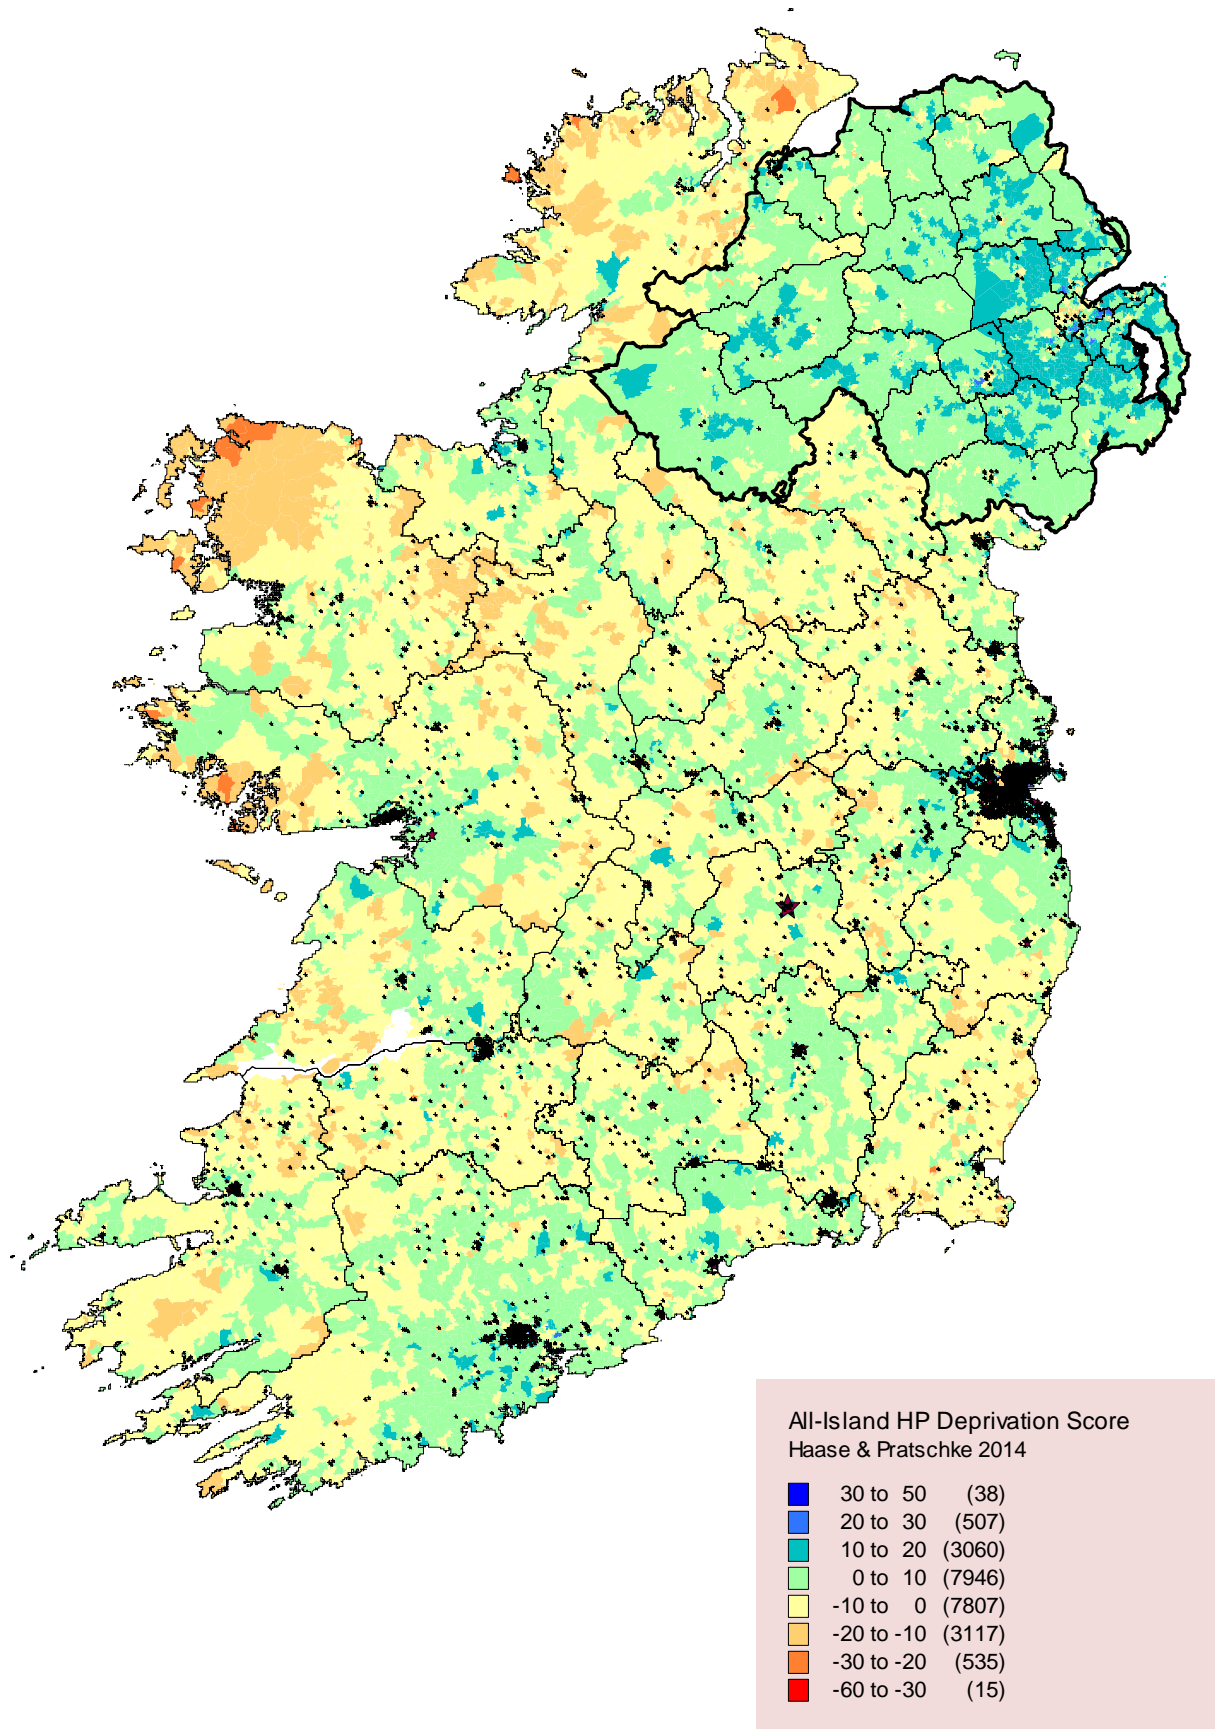 All-Island HP Deprivation Score
Haase & Pratschke 2014
30 to 50 (38)
20 to 30 (507)
10 to 20 (3060)
0 to 10 (7946)
-10 to 0 (7807)
-20 to -10 (3117)
-30 to -20 (535)
-60 to -30 (15)